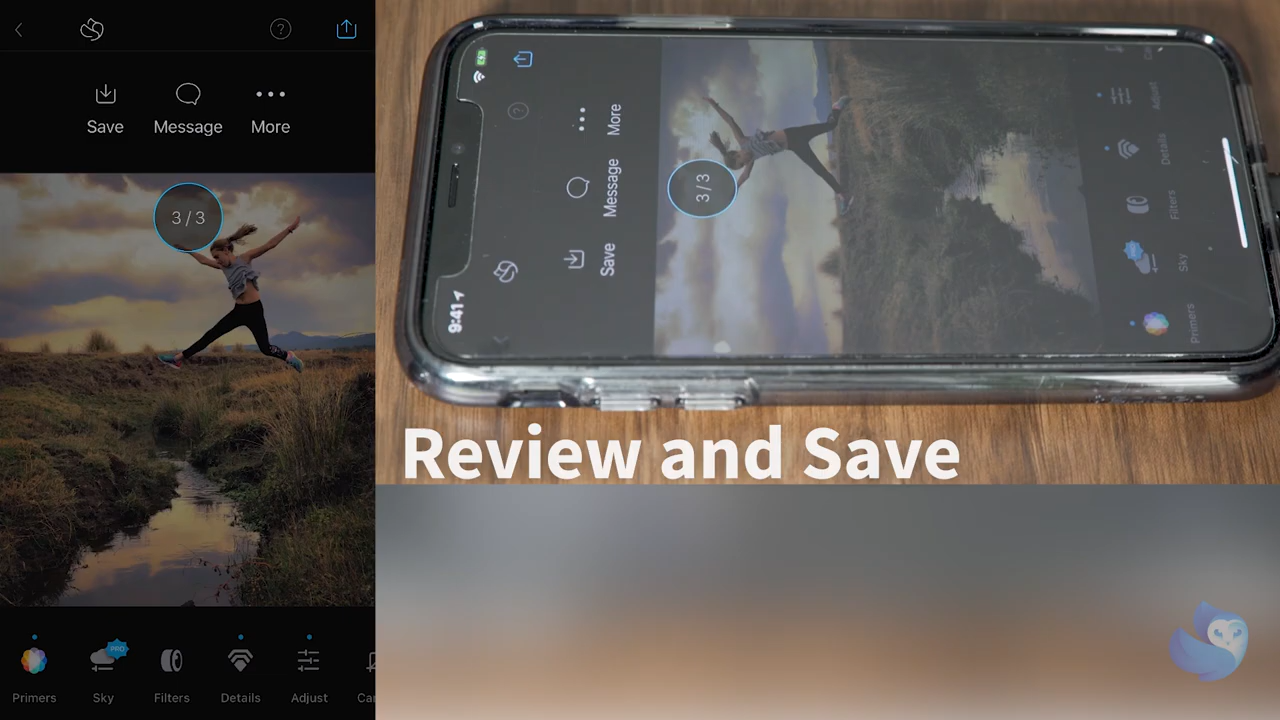 ?
Save
Message
More
3 / 3
PRO
Primers
Sky
Filters
Details
Adjust
9:41
?
Save
Message
More
3 / 3
Primers
Sky
Filters
Details
Adjust
Review and Save